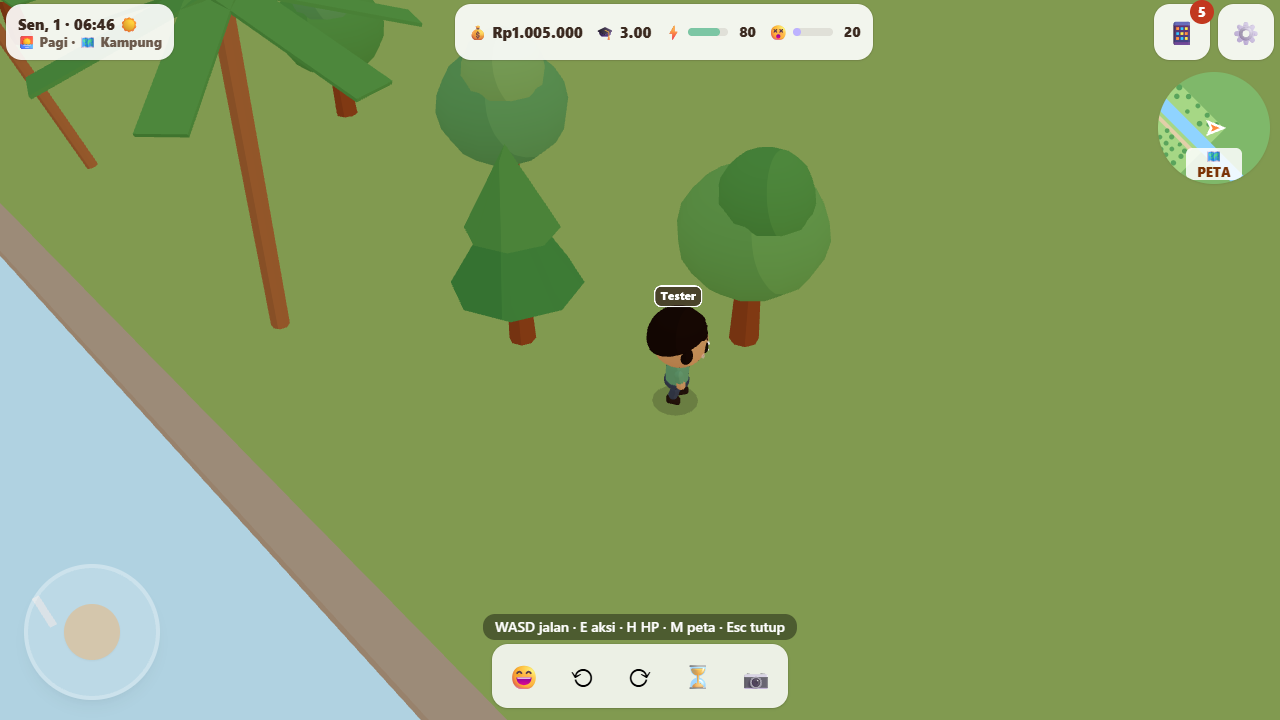 Sen, 1 · 06:46
Pagi · Kampung
Rp1.005.000 3.00 80 20
5
PETA
Tester
WASD jalan · E aksi · H HP · M peta · Esc tutup